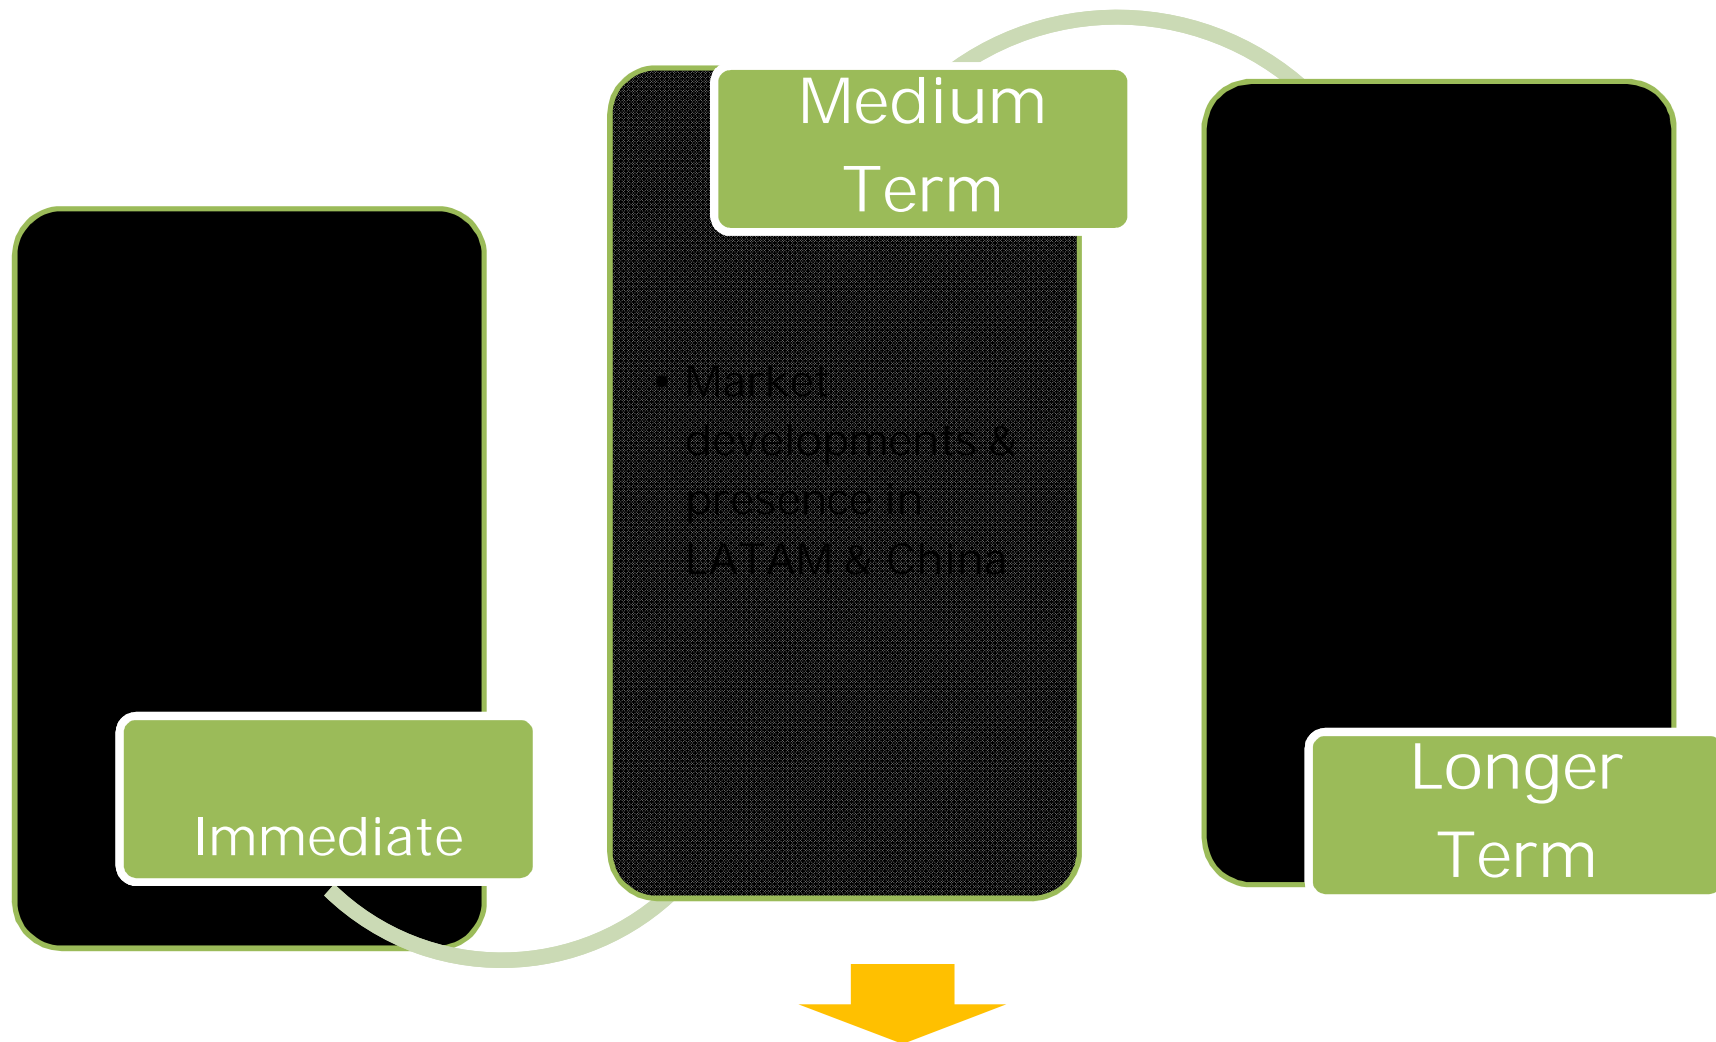 Immediate
Medium
Term
• Market
developments &
presence in
LATAM & China
Longer
Term